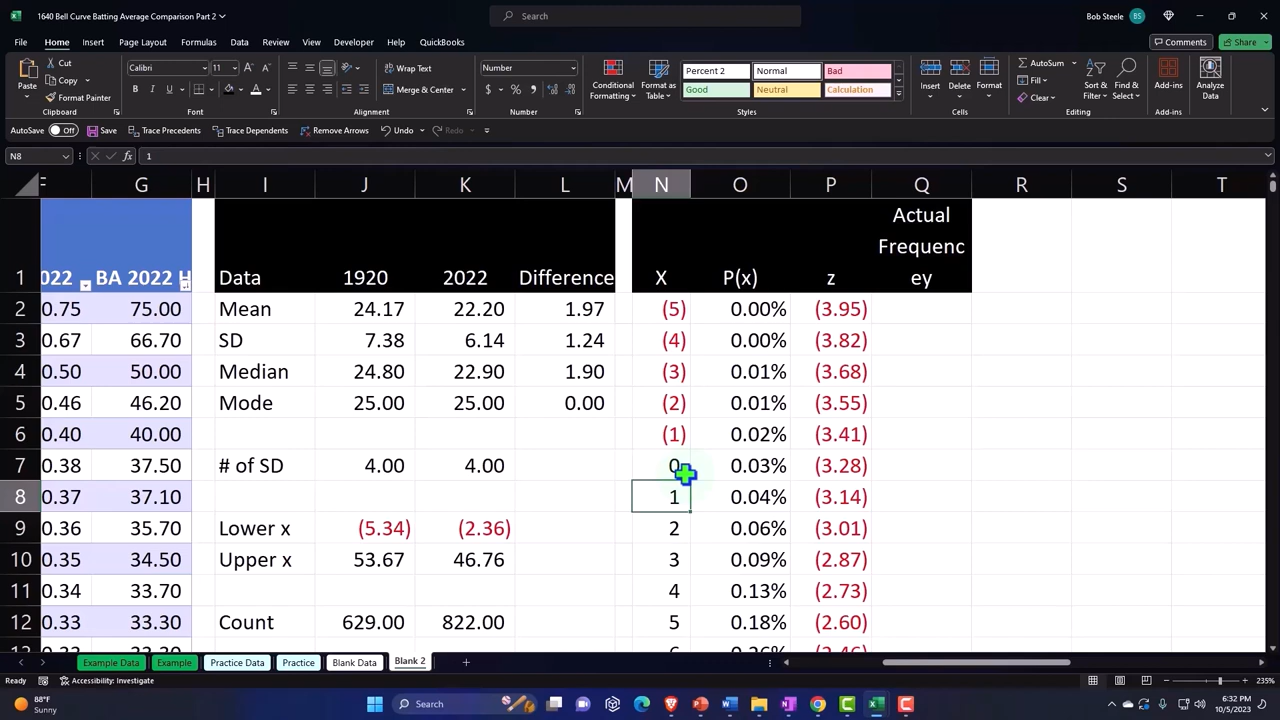 1640 Bell Curve Batting Average Comparison Part 2
Search
Bob Steele
BS
File Home Insert Page Layout Formulas Data Review View Developer Automate Help QuickBooks
Comments
Share
Cut
Copy
Format Painter
Paste
Clipboard
Calibri
11
B I U
Font
Wrap Text
Merge & Center
Alignment
Number
$ % ,
Number
Conditional Formatting
Format as Table
Percent 2 Normal Bad
Good Neutral Calculation
Styles
Insert Delete Format
Cells
AutoSum
Fill
Clear
Sort & Filter
Find & Select
Editing
Add-ins
Add-ins
Analyze Data
AutoSave Off Save Trace Precedents Trace Dependents Remove Arrows Undo Redo
N8 fx 1
F G H I J K L M N O P Q R S T
Actual
Frequenc
1 022 BA 2022 H Data 1920 2022 Difference X P(x) z ey
2 0.75 75.00 Mean 24.17 22.20 1.97 (5) 0.00% (3.95)
3 0.67 66.70 SD 7.38 6.14 1.24 (4) 0.00% (3.82)
4 0.50 50.00 Median 24.80 22.90 1.90 (3) 0.01% (3.68)
5 0.46 46.20 Mode 25.00 25.00 0.00 (2) 0.01% (3.55)
6 0.40 40.00 (1) 0.02% (3.41)
7 0.38 37.50 # of SD 4.00 4.00 0 0.03% (3.28)
8 0.37 37.10 1 0.04% (3.14)
9 0.36 35.70 Lower x (5.34) (2.36) 2 0.06% (3.01)
10 0.35 34.50 Upper x 53.67 46.76 3 0.09% (2.87)
11 0.34 33.70 4 0.13% (2.73)
12 0.33 33.30 Count 629.00 822.00 5 0.18% (2.60)
Example Data Example Practice Data Practice Blank Data Blank 2
Ready Accessibility: Investigate
235%
88°F
Sunny
Search
6:32 PM
10/5/2023